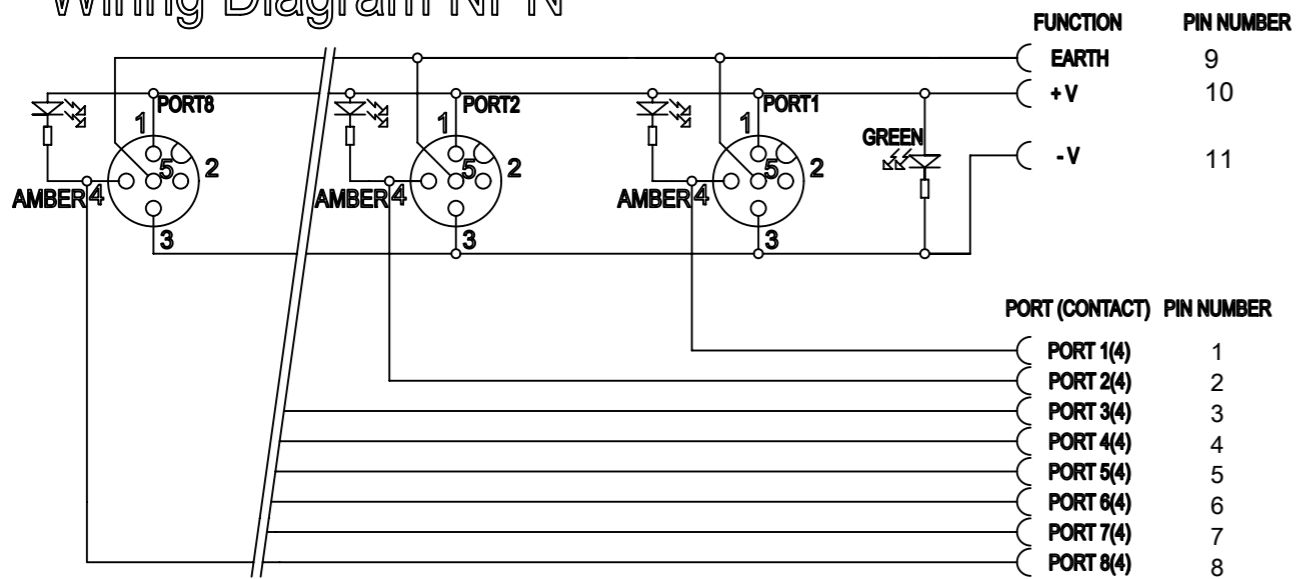 Wiring Diagram NPN
FUNCTION PIN NUMBER
EARTH 9
+V 10
-V 11
PORT8 PORT2 PORT1
1 1 1
GREEN
5 2 5 2 5 2
AMBER 4 AMBER 4 AMBER 4
3 3 3
PORT (CONTACT) PIN NUMBER
PORT 1(4) 1
PORT 2(4) 2
PORT 3(4) 3
PORT 4(4) 4
PORT 5(4) 5
PORT 6(4) 6
PORT 7(4) 7
PORT 8(4) 8